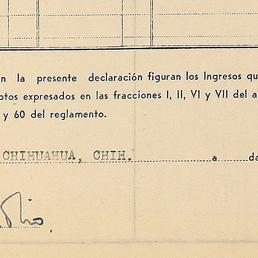 n la presente declaración figuran los Ingresos qu
ptos expresados en las fracciones I, II, VI y VII del a
y 60 del reglamento.
CHIHUAHUA, CHIH. a da